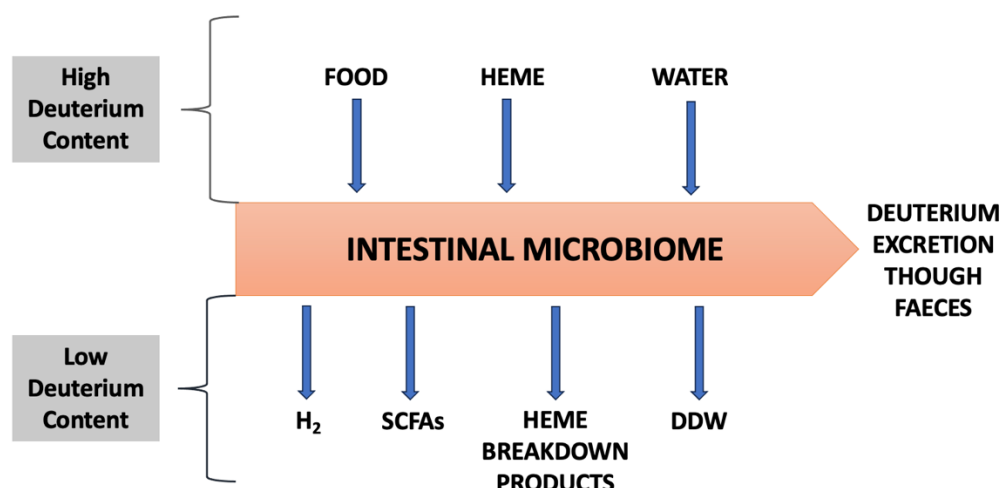 High
Deuterium
Content
FOOD
HEME
WATER
INTESTINAL MICROBIOME
DEUTERIUM
EXCRETION
THOUGH
FAECES
Low
Deuterium
Content
H₂
SCFAs
HEME
BREAKDOWN
PRODUCTS
DDW